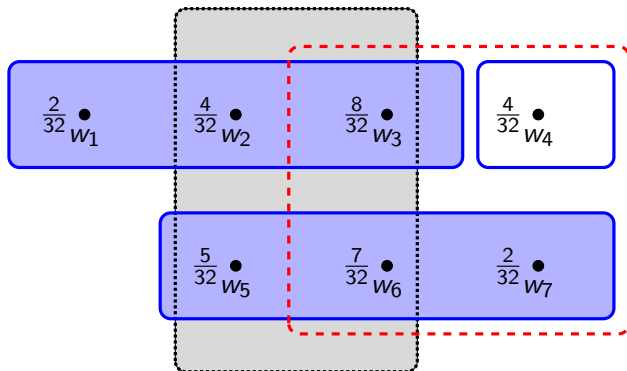 2/32 w₁ 4/32 w₂ 8/32 w₃ 4/32 w₄
5/32 w₅ 7/32 w₆ 2/32 w₇